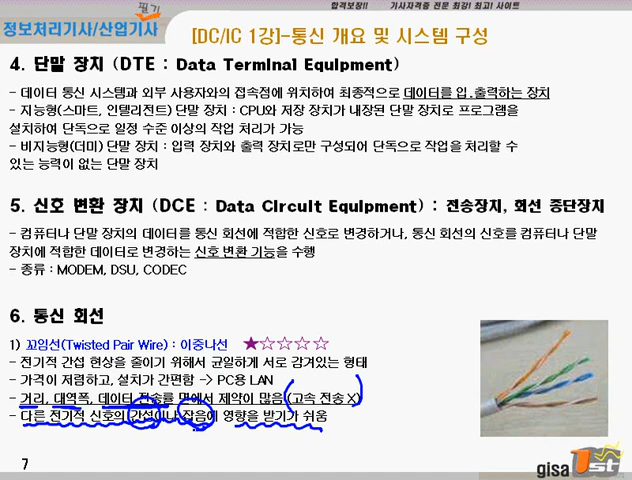 합격보장!! 기사자격증 전문 최강! 최고! 사이트
필기
정보처리기사/산업기사
[DC/IC 1강]-통신 개요 및 시스템 구성
4. 단말 장치 (DTE : Data Terminal Equipment)
- 데이터 통신 시스템과 외부 사용자와의 접속점에 위치하여 최종적으로 데이터를 입.출력하는 장치
- 지능형(스마트, 인텔리전트) 단말 장치 : CPU와 저장 장치가 내장된 단말 장치로 프로그램을
설치하여 단독으로 일정 수준 이상의 작업 처리가 가능
- 비지능형(더미) 단말 장치 : 입력 장치와 출력 장치로만 구성되어 단독으로 작업을 처리할 수
있는 능력이 없는 단말 장치
5. 신호 변환 장치 (DCE : Data Circuit Equipment) : 전송장치, 회선 종단장치
- 컴퓨터나 단말 장치의 데이터를 통신 회선에 적합한 신호로 변경하거나, 통신 회선의 신호를 컴퓨터나 단말
장치에 적합한 데이터로 변경하는 신호 변환 기능을 수행
- 종류 : MODEM, DSU, CODEC
6. 통신 회선
1) 꼬임선(Twisted Pair Wire) : 이중나선 ★☆☆☆☆
- 전기적 간섭 현상을 줄이기 위해서 균일하게 서로 감겨있는 형태
- 가격이 저렴하고, 설치가 간편함 -> PC용 LAN
- 거리, 대역폭, 데이터 전송률 면에서 제약이 많음 (고속 전송 X)
- 다른 전기적 신호의 간섭이나 잡음에 영향을 받기가 쉬움
7
gisa 1st